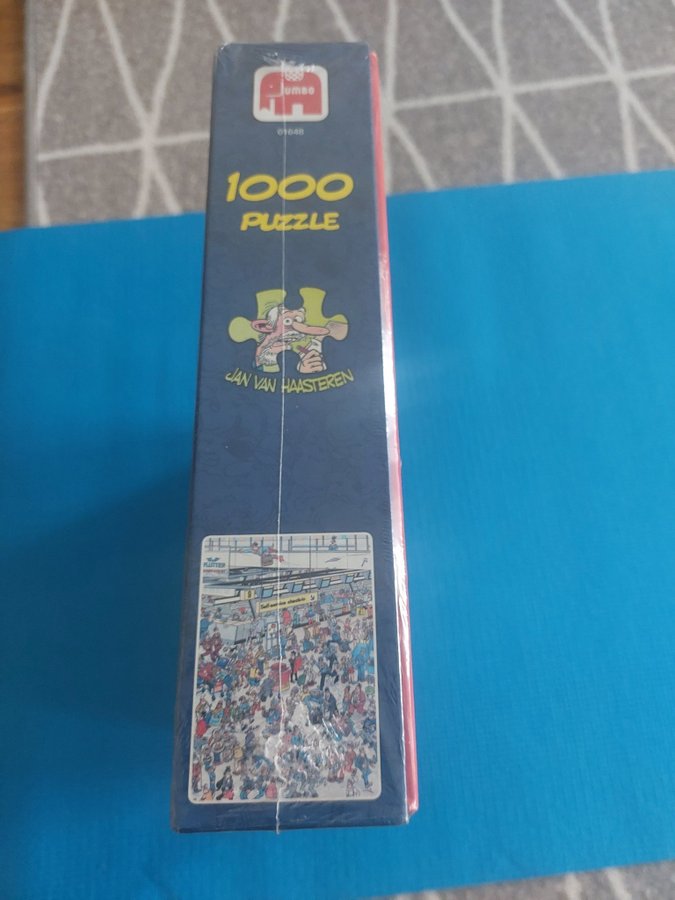 Jumbo
01648
1000
PUZZLE
JAN VAN HAASTEREN